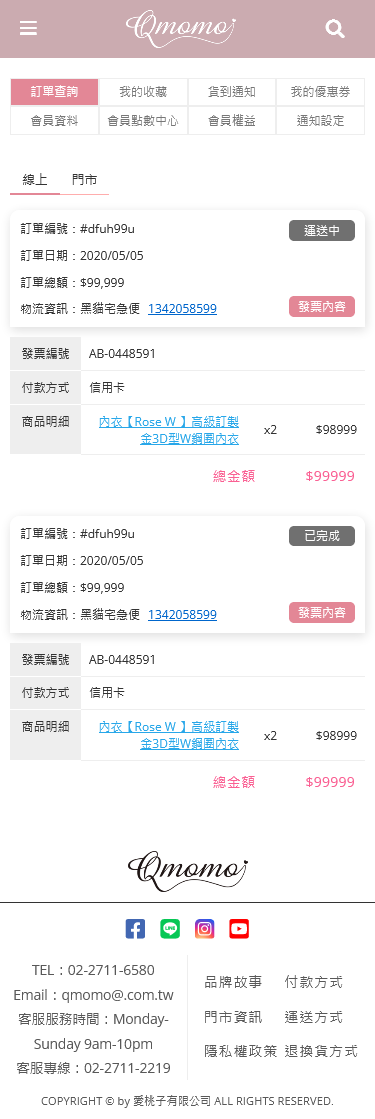 Qmomo
訂單查詢 我的收藏 貨到通知 我的優惠券
會員資料 會員點數中心 會員權益 通知設定
線上 門市
訂單編號：#dfuh99u 運送中
訂單日期：2020/05/05
訂單總額：$99,999
物流資訊：黑貓宅急便 1342058599 發票內容
發票編號 AB-0448591
付款方式 信用卡
商品明細 內衣【Rose W 】高級訂製
金3D型W鋼圈內衣 x2 $98999
總金額 $99999
訂單編號：#dfuh99u 已完成
訂單日期：2020/05/05
訂單總額：$99,999
物流資訊：黑貓宅急便 1342058599 發票內容
發票編號 AB-0448591
付款方式 信用卡
商品明細 內衣【Rose W 】高級訂製
金3D型W鋼圈內衣 x2 $98999
總金額 $99999
Qmomo
LINE
TEL：02-2711-6580
Email：qmomo@.com.tw
客服服務時間：Monday-
Sunday 9am-10pm
客服專線：02-2711-2219
品牌故事 付款方式
門市資訊 運送方式
隱私權政策 退換貨方式
COPYRIGHT © by 愛桃子有限公司 ALL RIGHTS RESERVED.